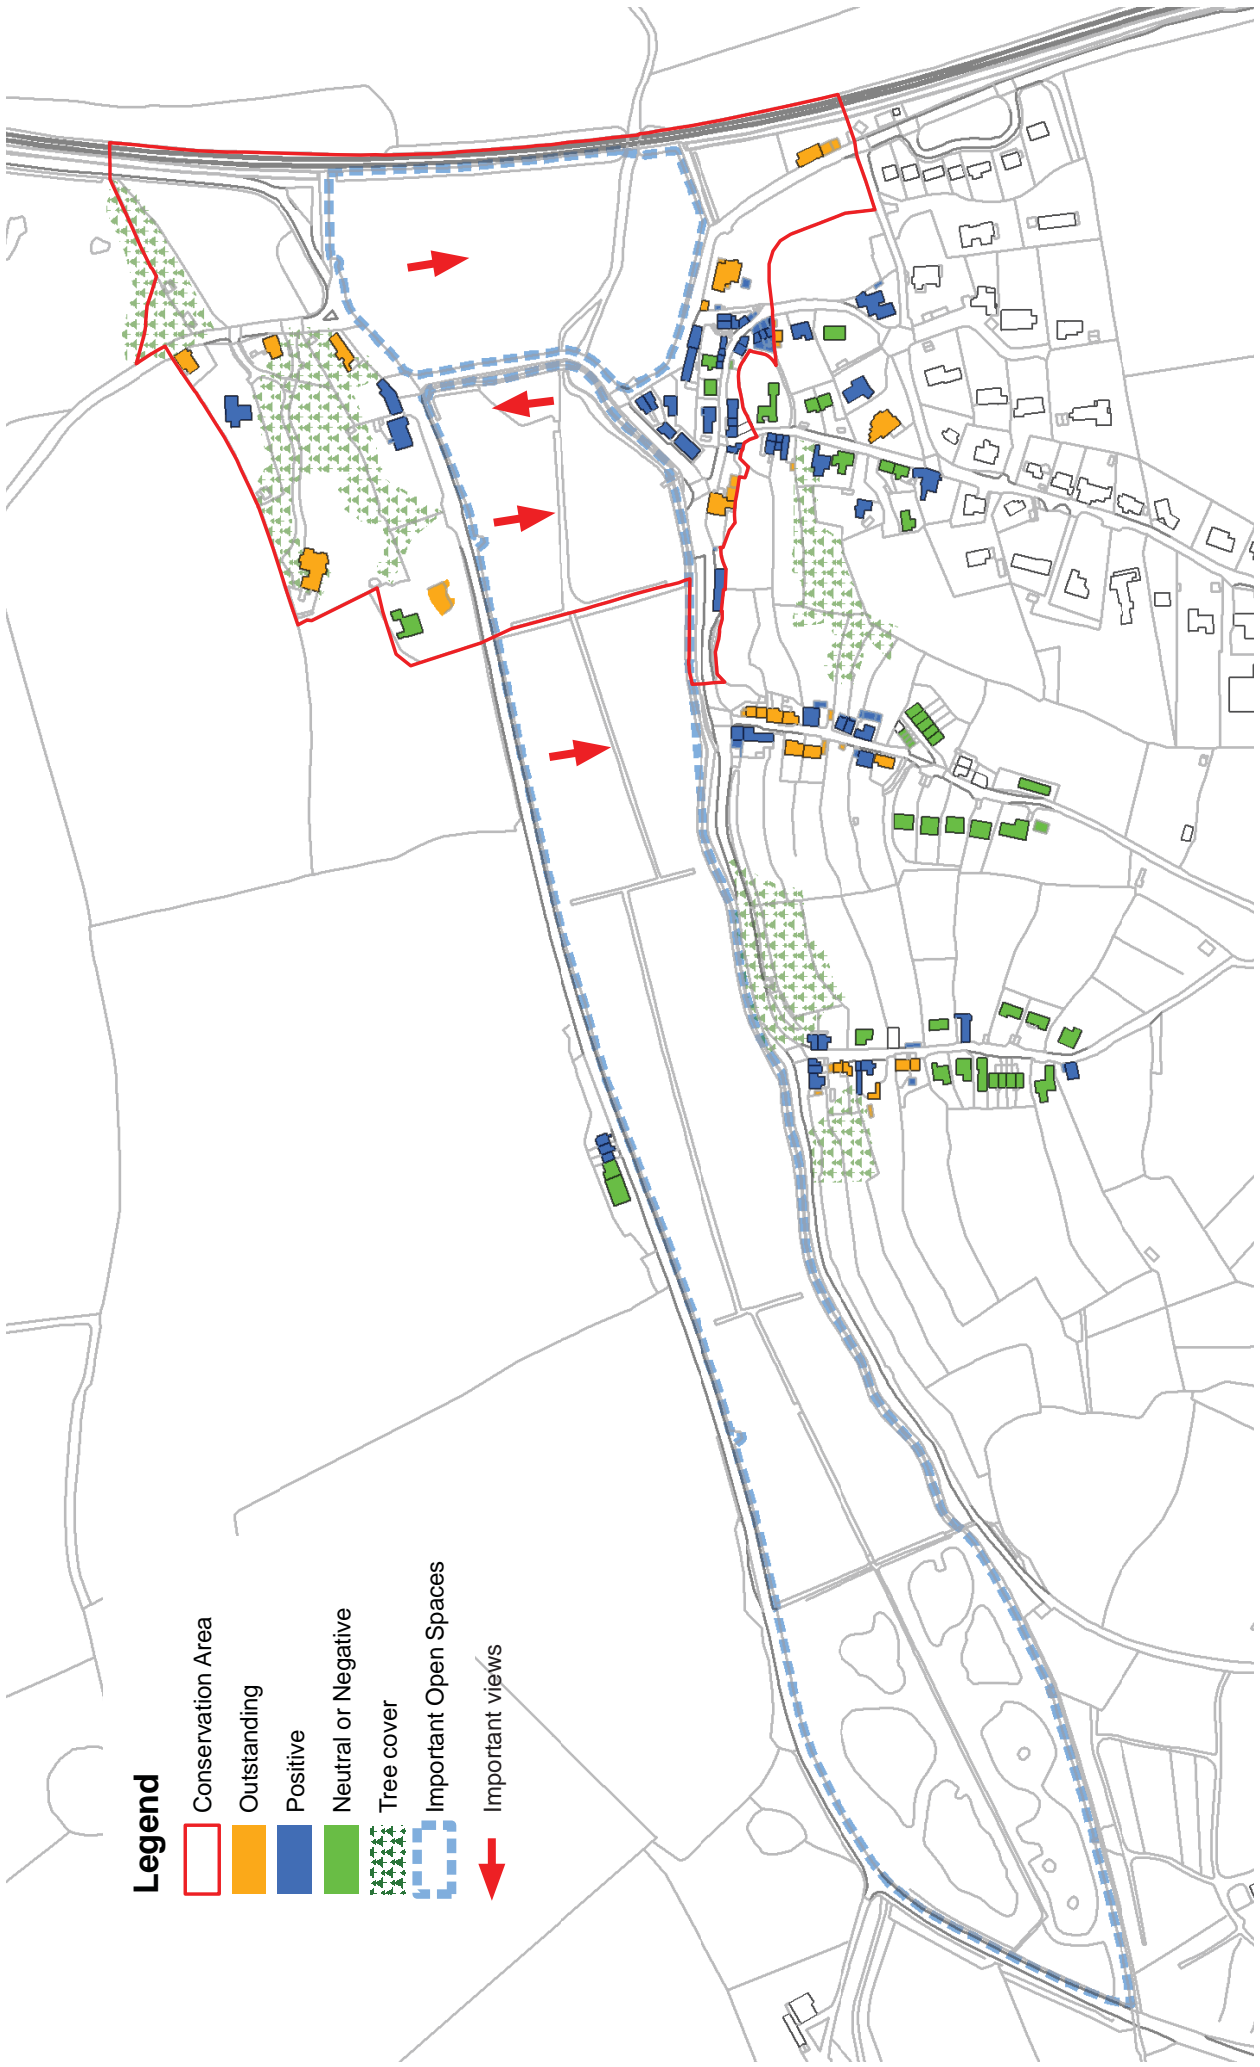 Legend
Conservation Area
Outstanding
Positive
Neutral or Negative
Tree cover
Important Open Spaces
Important views